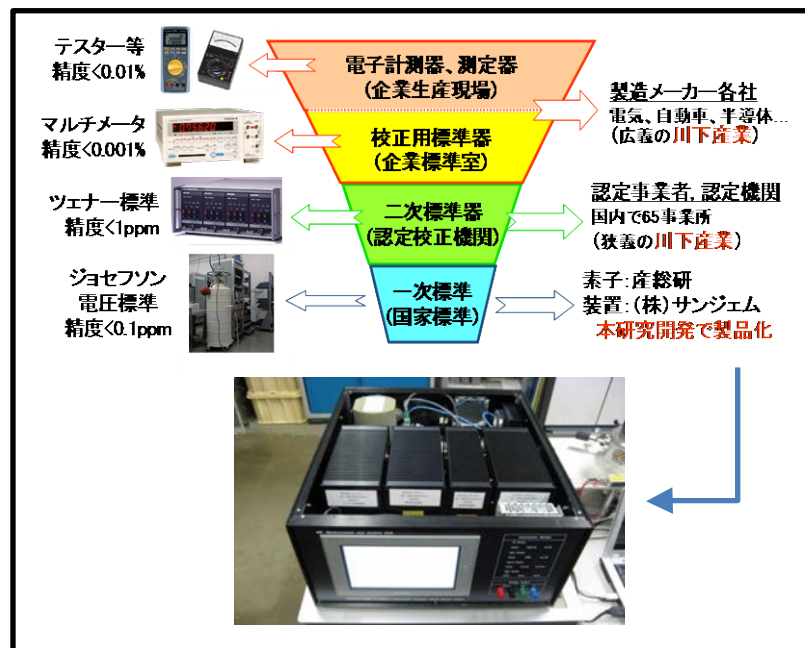 テスター等
精度<0.01%
電子計測器、測定器
(企業生産現場)
製造メーカー各社
電気、自動車、半導体...
(広義の川下産業)
マルチメータ
精度<0.001%
校正用標準器
(企業標準室)
ツェナー標準
精度<1ppm
二次標準器
(認定校正機関)
認定事業者, 認定機関
国内で65事業所
(狭義の川下産業)
ジョセフソン
電圧標準
精度<0.1ppm
一次標準
(国家標準)
素子:産総研
装置:(株)サンジェム
本研究開発で製品化